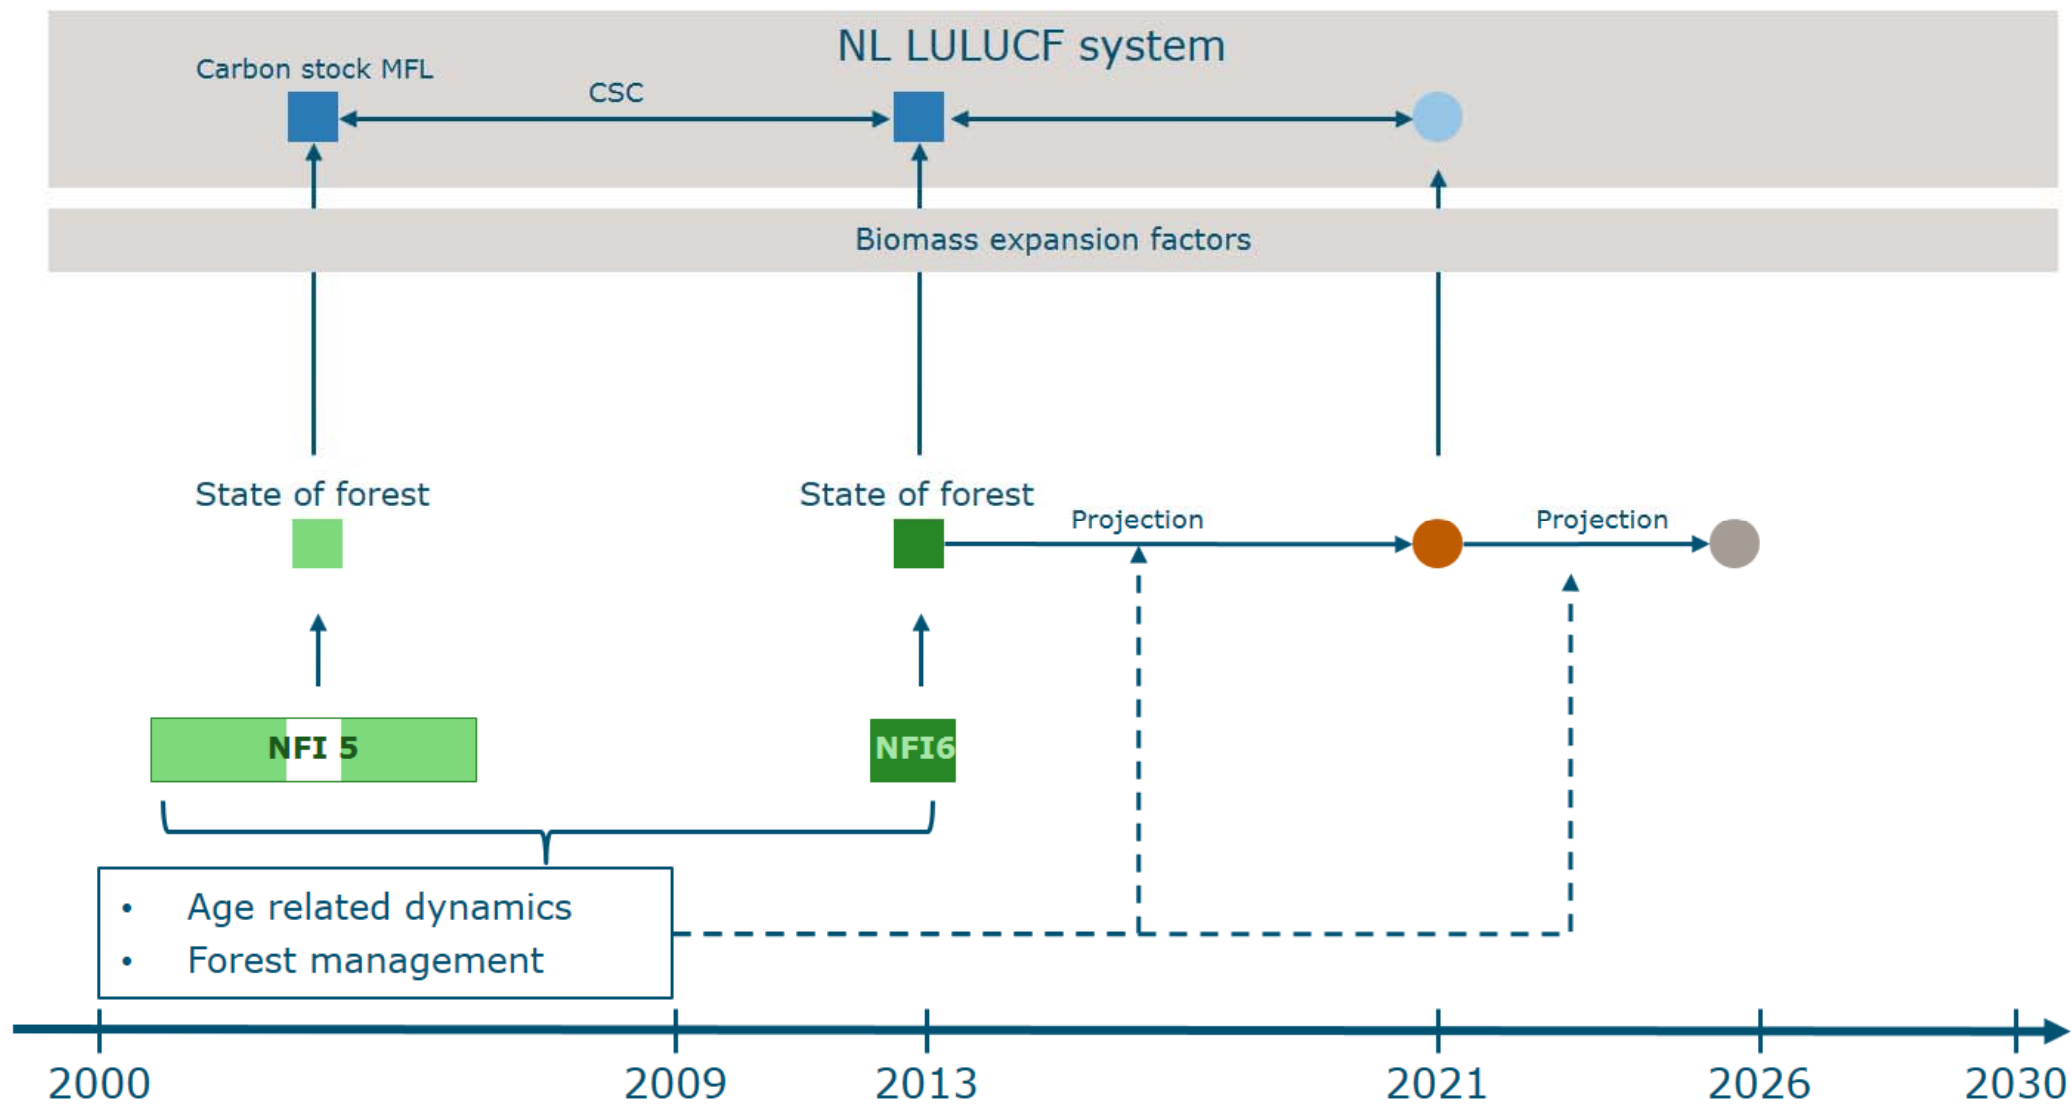 NL LULUCF system
Carbon stock MFL
CSC
Biomass expansion factors
State of forest
State of forest
Projection
Projection
NFI 5
NFI6
• Age related dynamics
• Forest management
2000
2009
2013
2021
2026
2030